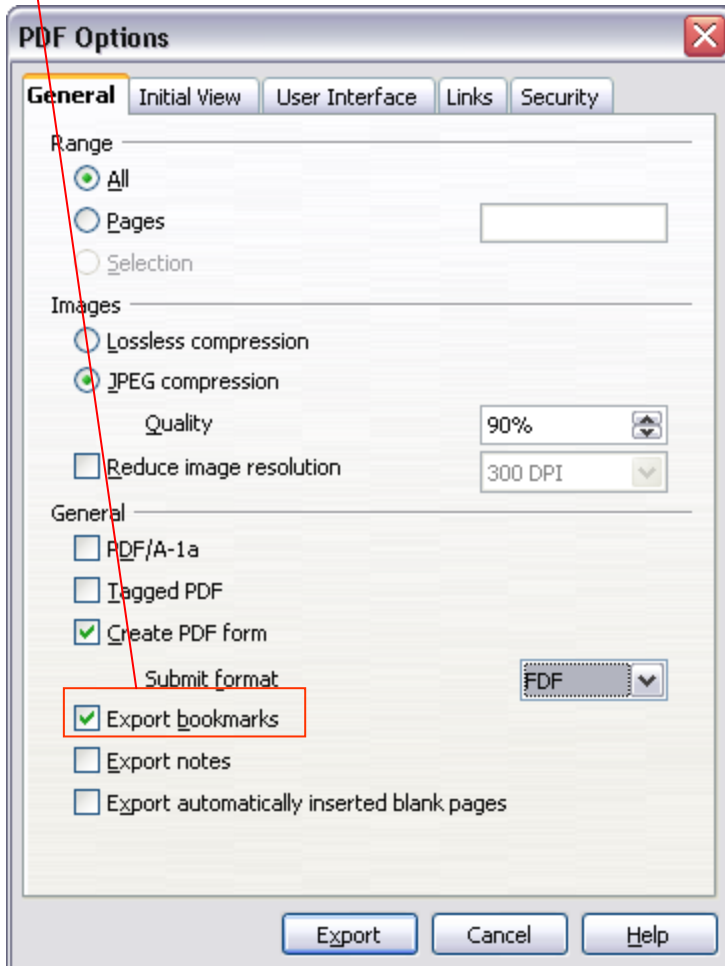 PDF Options
General Initial View User Interface Links Security
Range
All
Pages
Selection
Images
Lossless compression
JPEG compression
Quality 90%
Reduce image resolution 300 DPI
General
PDF/A-1a
Tagged PDF
Create PDF form
Submit format FDF
Export bookmarks
Export notes
Export automatically inserted blank pages
Export Cancel Help